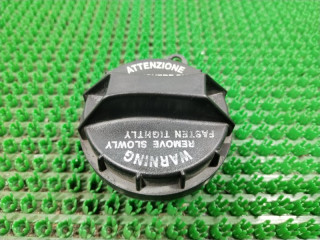 ATTENZIONE
WARNING
REMOVE SLOWLY
FASTEN TIGHTLY